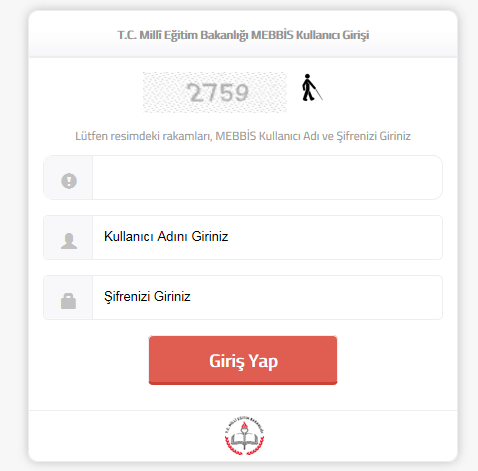 T.C. Millî Eğitim Bakanlığı MEBBİS Kullanıcı Girişi
2759
Lütfen resimdeki rakamları, MEBBİS Kullanıcı Adı ve Şifrenizi Giriniz
Kullanıcı Adını Giriniz
Şifrenizi Giriniz
Giriş Yap
T.C. MİLLÎ EĞİTİM BAKANLIĞI